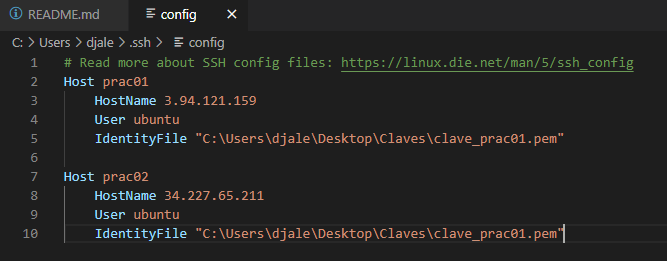 README.md config
C: > Users > djale > .ssh > config
1 # Read more about SSH config files: https://linux.die.net/man/5/ssh_config
2 Host prac01
3 HostName 3.94.121.159
4 User ubuntu
5 IdentityFile "C:\Users\djale\Desktop\Claves\clave_prac01.pem"
6
7 Host prac02
8 HostName 34.227.65.211
9 User ubuntu
10 IdentityFile "C:\Users\djale\Desktop\Claves\clave_prac01.pem"